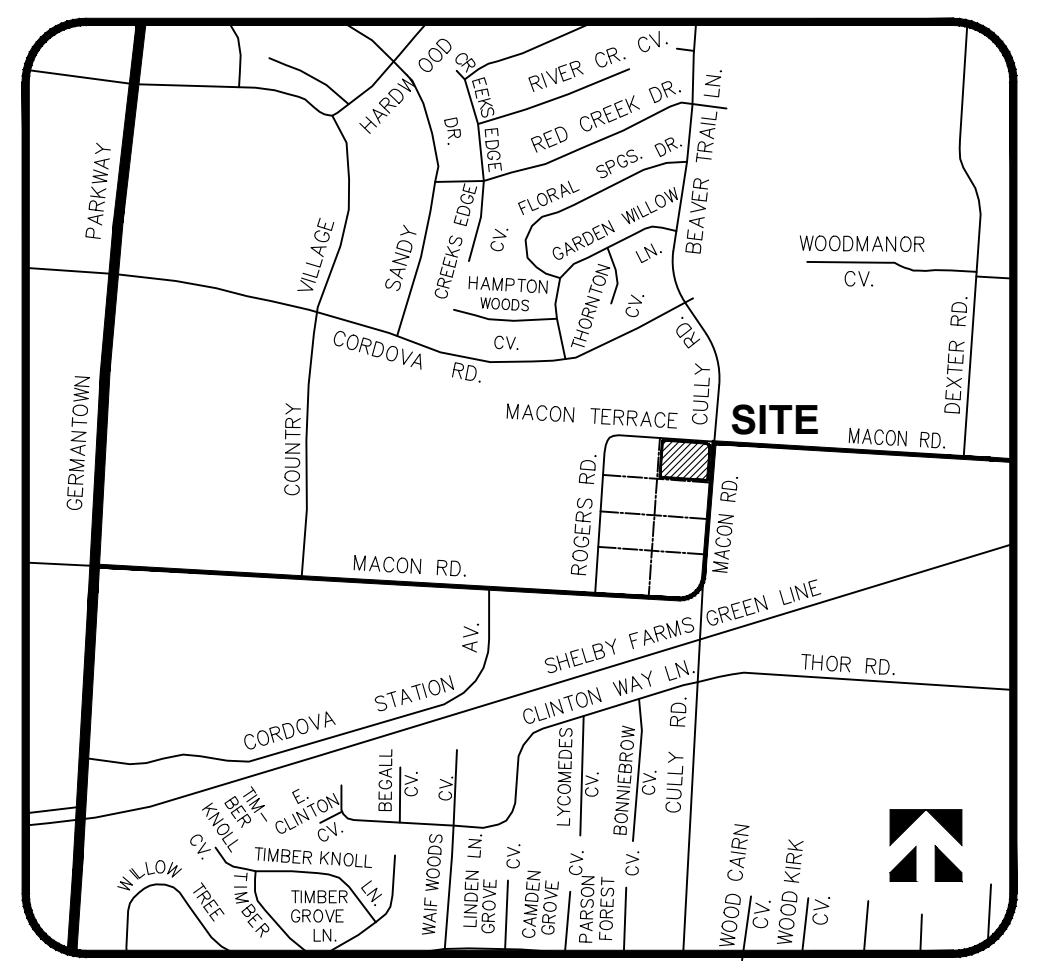 HARDWOOD
DR.
CREEKS EDGE
RIVER CR. CV.
RED CREEK DR.
FLORAL SPGS. DR.
GARDEN WILLOW
LN.
BEAVER TRAIL LN.
PARKWAY
VILLAGE
SANDY
CREEKS EDGE
CV.
HAMPTON
WOODS
CV.
THORNTON
CV.
WOODMANOR
CV.
DEXTER RD.
CORDOVA RD.
CULLY RD.
GERMANTOWN
COUNTRY
MACON TERRACE
SITE
MACON RD.
ROGERS RD.
MACON RD.
MACON RD.
SHELBY FARMS GREEN LINE
AV.
CORDOVA STATION
CLINTON WAY LN.
THOR RD.
CULLY RD.
LYCOMEDES
CV.
BONNIEBROW
CV.
BEGALL
CV.
CV.
E.
CLINTON
CV.
TIM-
BER
KNOLL
CV.
TIMBER KNOLL
LN.
WILLOW
TREE
TIMBER
TIMBER
GROVE
LN.
WAIF WOODS
LINDEN LN.
GROVE
CV.
CAMDEN
GROVE
CV.
PARSON
FOREST
CV.
WOOD CAIRN
CV.
WOOD KIRK
CV.